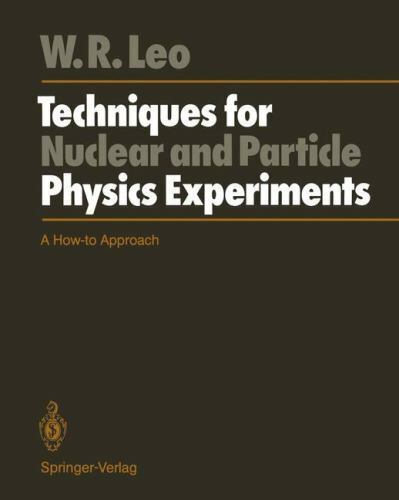 W. R. Leo
Techniques for
Nuclear and Particle
Physics Experiments
A How-to Approach
Springer-Verlag